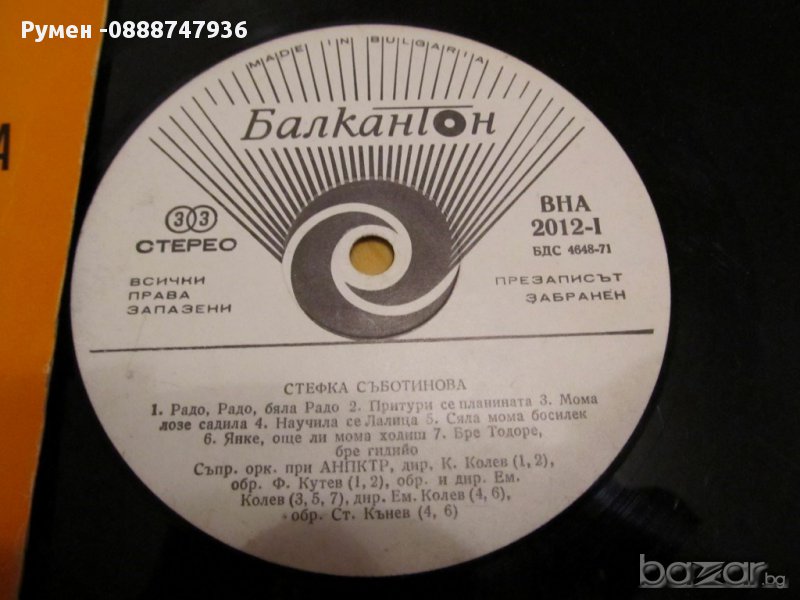 Румен -0888747936
А
MADE IN BULGARIA
Балкантон
33
СТЕРЕО
ВНА
2012-I
БДС 4648-71
ВСИЧКИ
ПРАВА
ЗАПАЗЕНИ
ПРЕЗАПИСЪТ
ЗАБРАНЕН
СТЕФКА СЪБОТИНОВА
1. Радо, Радо, бяла Радо 2. Притури се планината 3. Мома
лозе садила 4. Научила се Лалица 5. Сяла мома босилек
6. Янке, още ли мома ходиш 7. Бре Тодоре,
бре гидийо
Съпр. орк. при АНПКТР, дир. К. Колев (1, 2),
обр. Ф. Кутев (1, 2), обр. и дир. Ем.
Колев (3, 5, 7), дир. Ем. Колев (4, 6),
обр. Ст. Кънев (4, 6)
bazar.bg